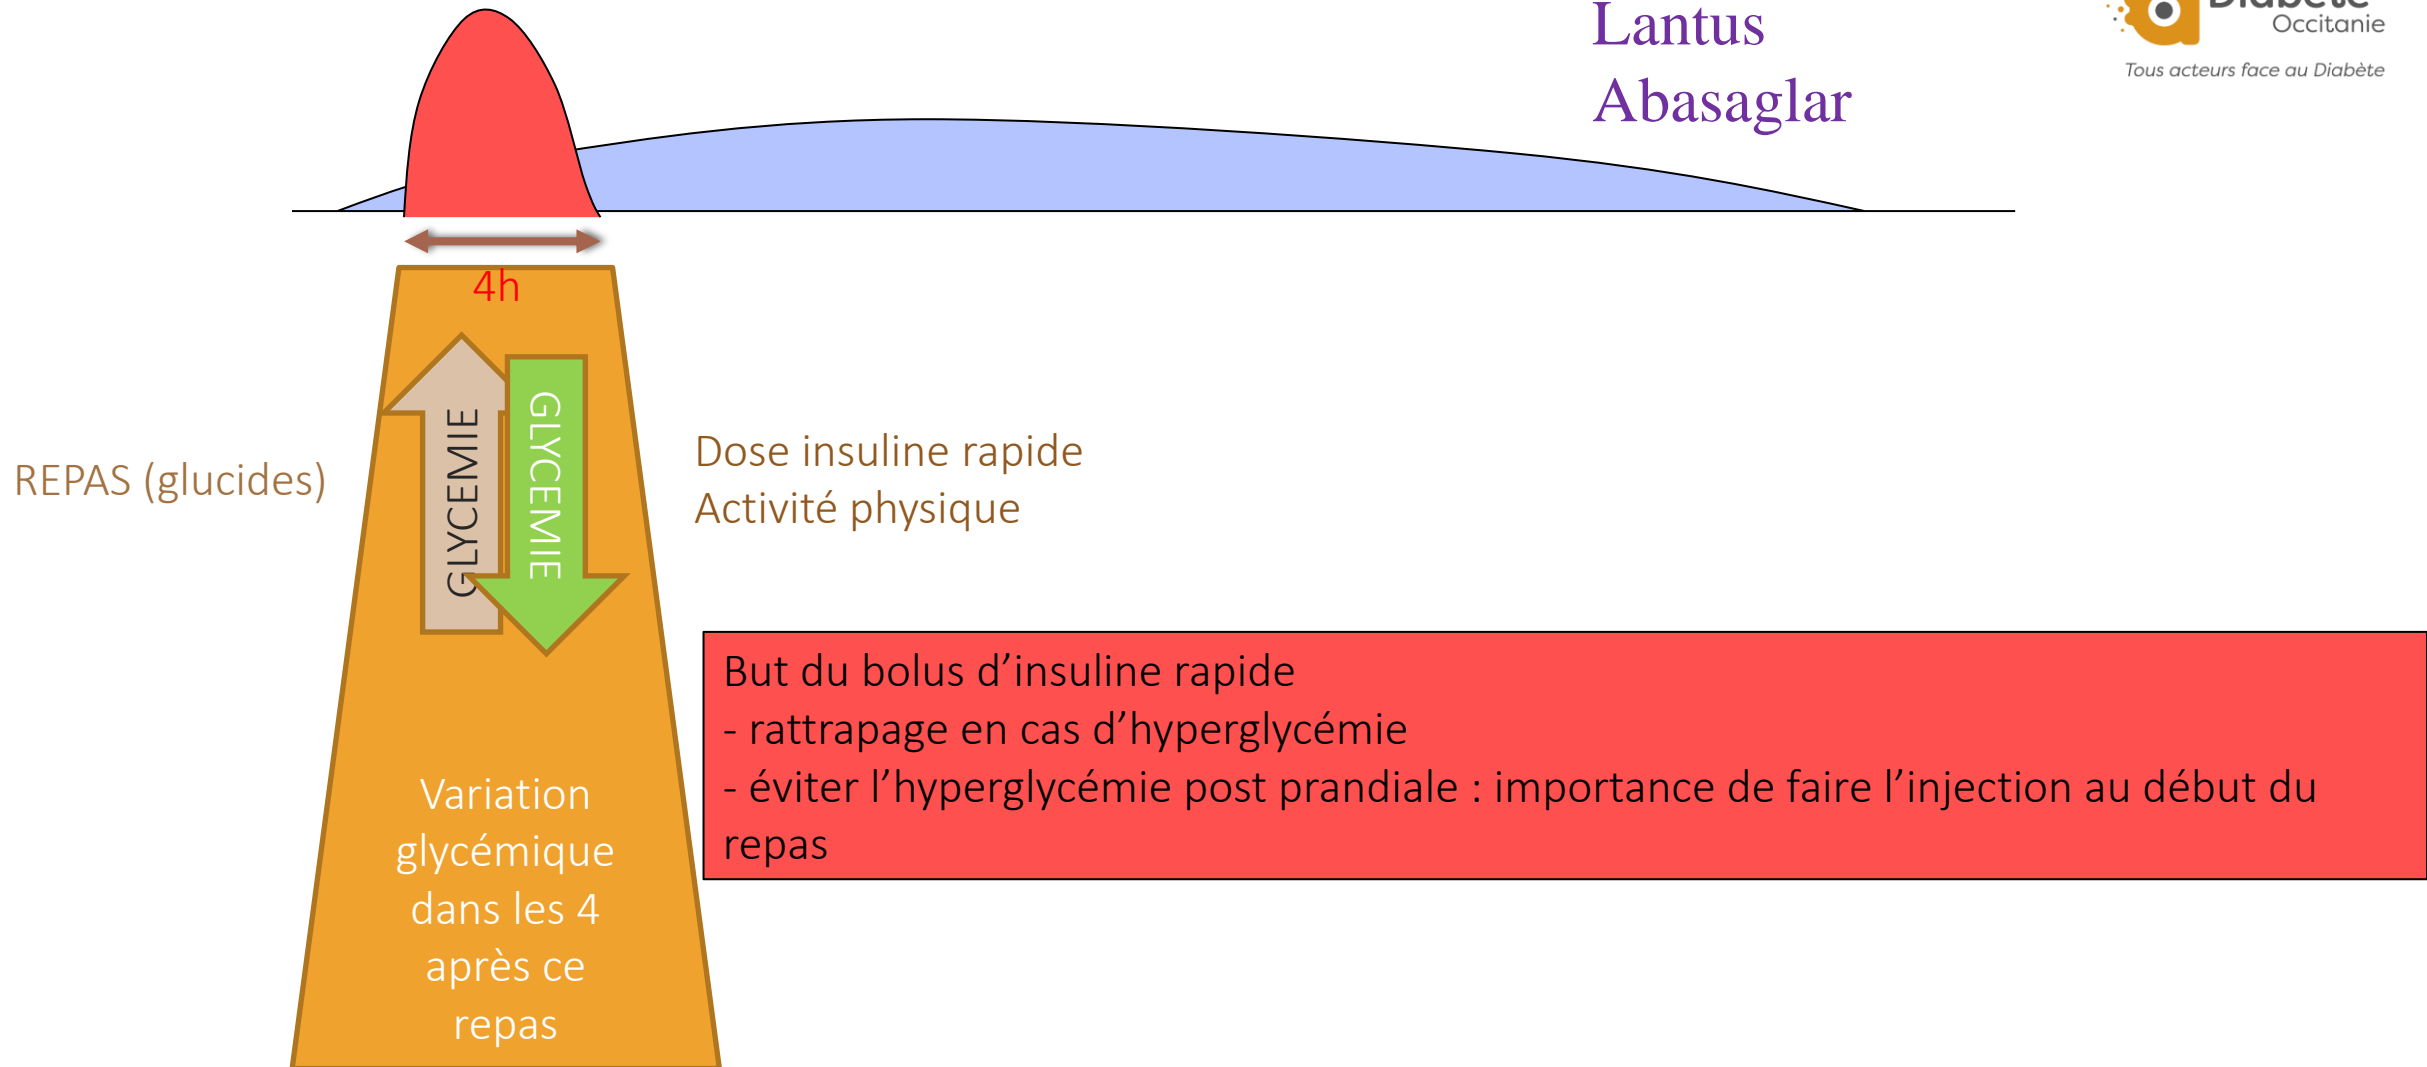 Lantus
Abasaglar
Diabète
Occitanie
Tous acteurs face au Diabète
4h
GLYCEMIE
GLYCEMIE
REPAS (glucides)
Dose insuline rapide
Activité physique
But du bolus d’insuline rapide
- rattrapage en cas d’hyperglycémie
- éviter l’hyperglycémie post prandiale : importance de faire l’injection au début du
repas
Variation
glycémique
dans les 4
après ce
repas